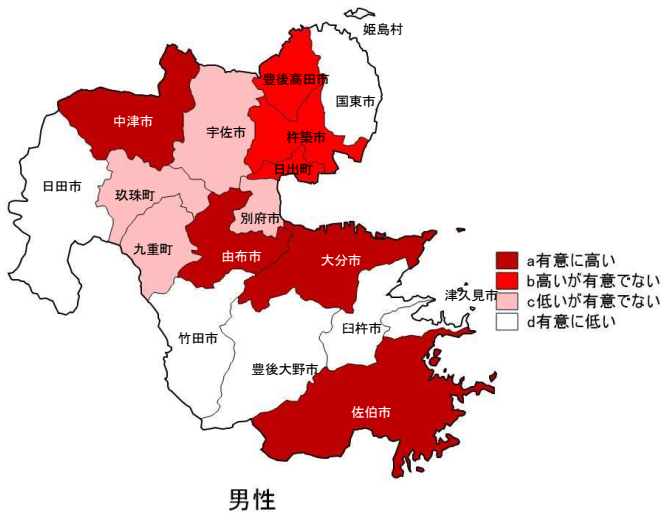 姫島村
豊後高田市
国東市
中津市
宇佐市
杵築市
日出町
日田市
玖珠町
別府市
九重町
由布市
大分市
a有意に高い
b高いが有意でない
c低いが有意でない
d有意に低い
津久見市
臼杵市
竹田市
豊後大野市
佐伯市
男性